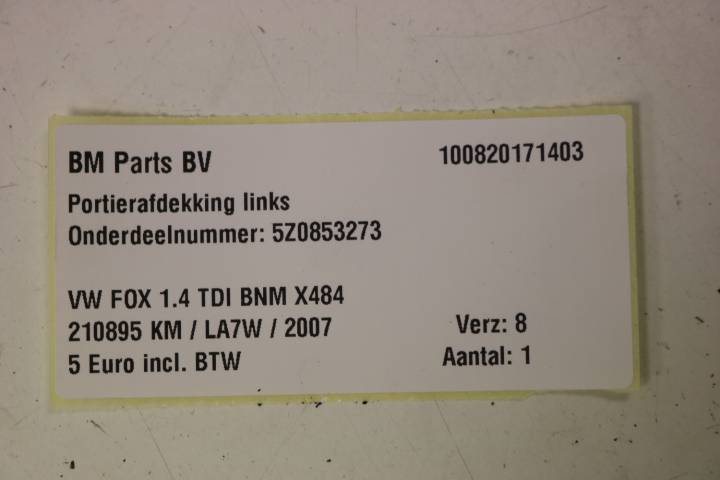 BM Parts BV 100820171403
Portierafdekking links
Onderdeelnummer: 5Z0853273
VW FOX 1.4 TDI BNM X484
210895 KM / LA7W / 2007 Verz: 8
5 Euro incl. BTW Aantal: 1